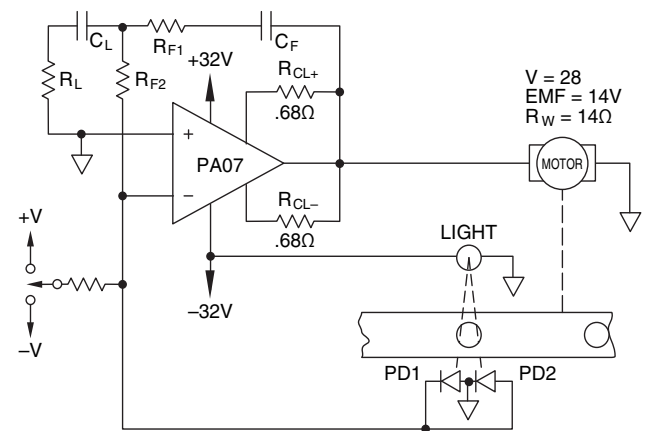 C_L
R_F1
C_F
R_L
R_F2
+32V
R_CL+
.68Ω
+
PA07
–
R_CL–
.68Ω
–32V
V = 28
EMF = 14V
R_W = 14Ω
MOTOR
LIGHT
+V
–V
PD1
PD2